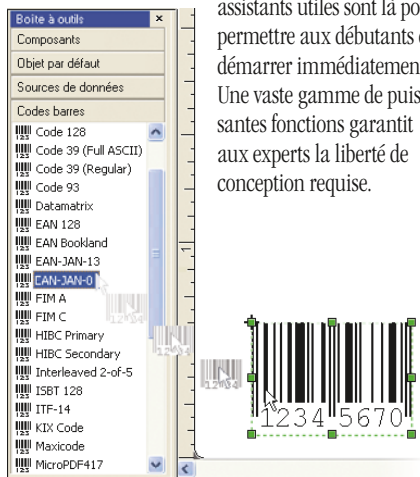 Boîte à outils
Composants
Objet par défaut
Sources de données
Codes barres
Code 128
Code 39 (Full ASCII)
Code 39 (Regular)
Code 93
Datamatrix
EAN 128
EAN Bookland
EAN-JAN-13
EAN-JAN-0
FIM A
FIM C
HIBC Primary
HIBC Secondary
Interleaved 2-of-5
ISBT 128
ITF-14
KIX Code
Maxicode
MicroPDF417
assistants utiles sont là
permettre aux débutants
démarrer immédiatemen
Une vaste gamme de puis
santes fonctions garantit
aux experts la liberté de
conception requise.
1234 5670